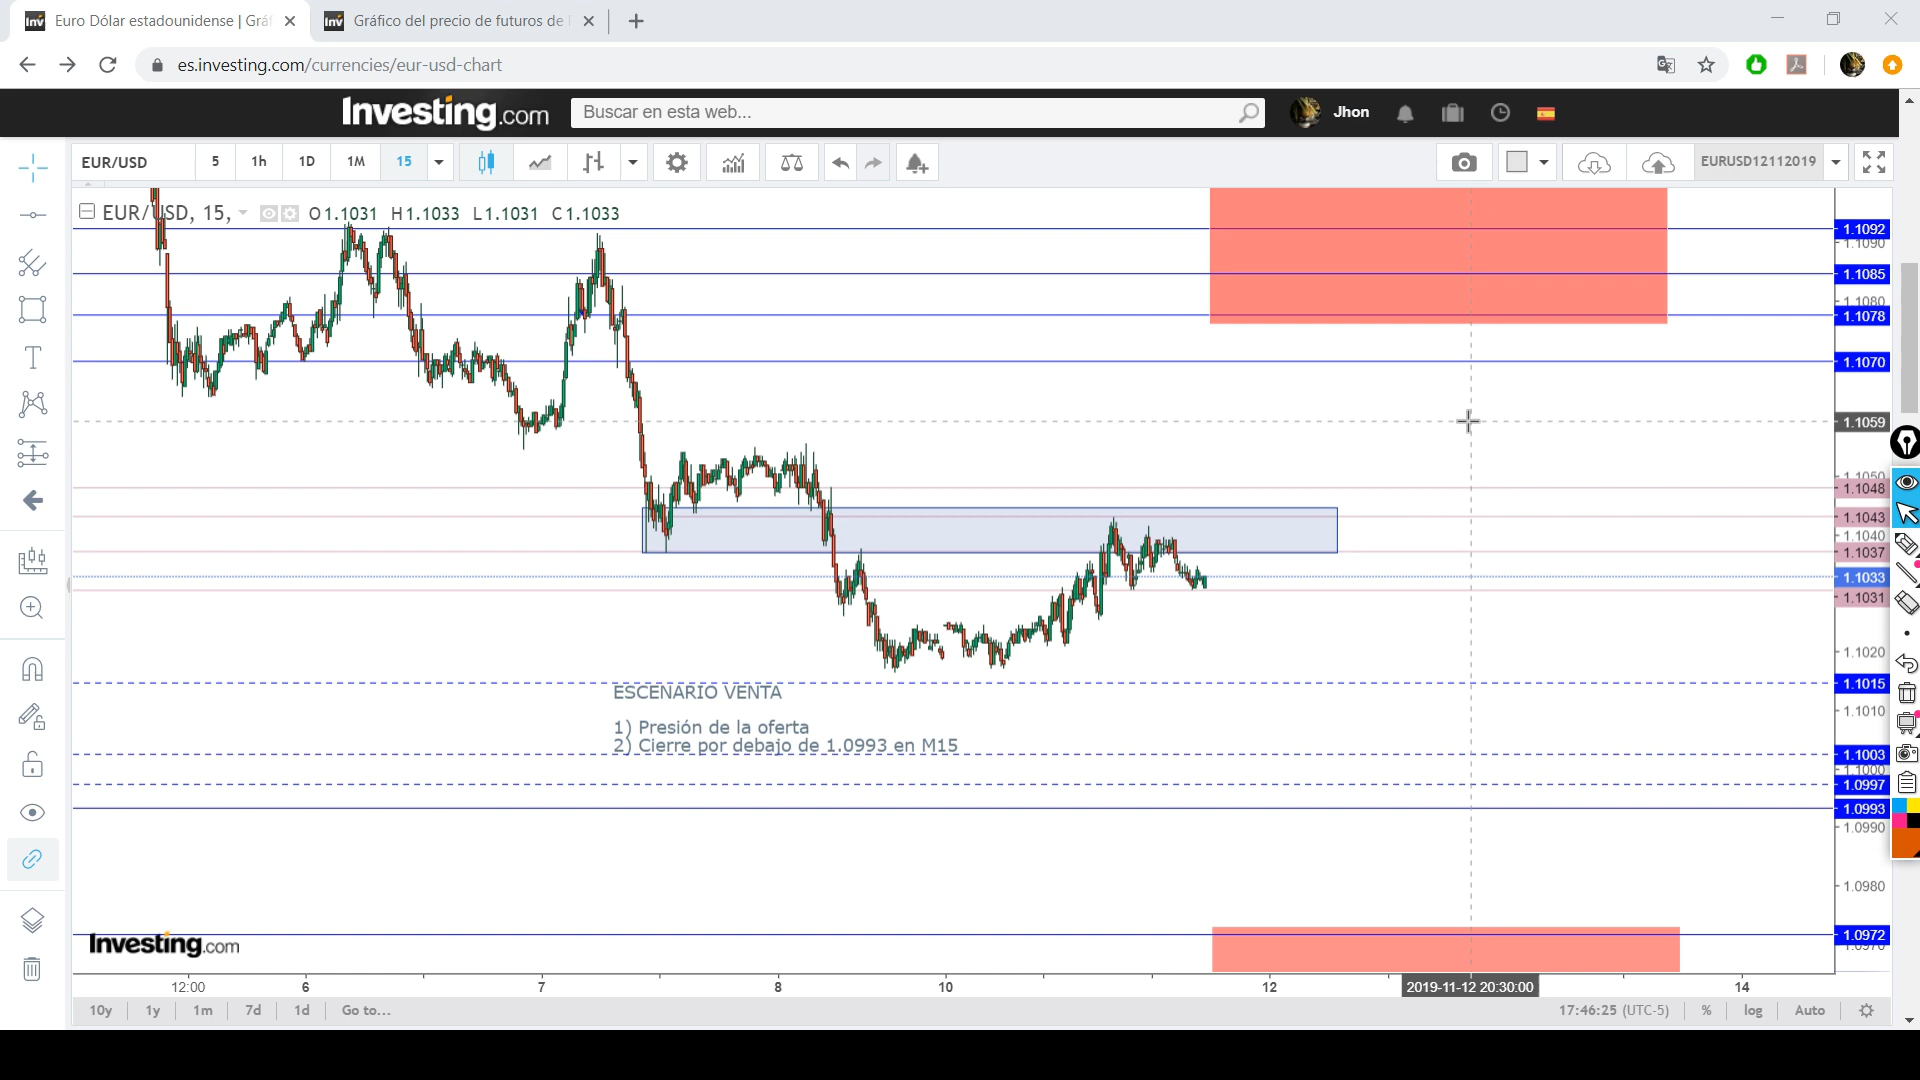 Euro Dólar estadounidense | Grá
Gráfico del precio de futuros de
es.investing.com/currencies/eur-usd-chart
Investing.com
Buscar en esta web...
Jhon
EUR/USD 5 1h 1D 1M 15
EURUSD12112019
EUR/USD, 15, O1.1031 H1.1033 L1.1031 C1.1033
1.1092
1.1090
1.1085
1.1080
1.1078
1.1070
1.1059
1.1050
1.1048
1.1043
1.1040
1.1037
1.1033
1.1031
1.1020
1.1015
ESCENARIO VENTA
1.1010
1) Presión de la oferta
2) Cierre por debajo de 1.0993 en M15
1.1003
1.1000
1.0997
1.0993
1.0990
1.0980
1.0972
1.0970
Investing.com
12:00 6 7 8 10 12 2019-11-12 20:30:00 14
10y 1y 1m 7d 1d Go to... 17:46:25 (UTC-5) % log Auto